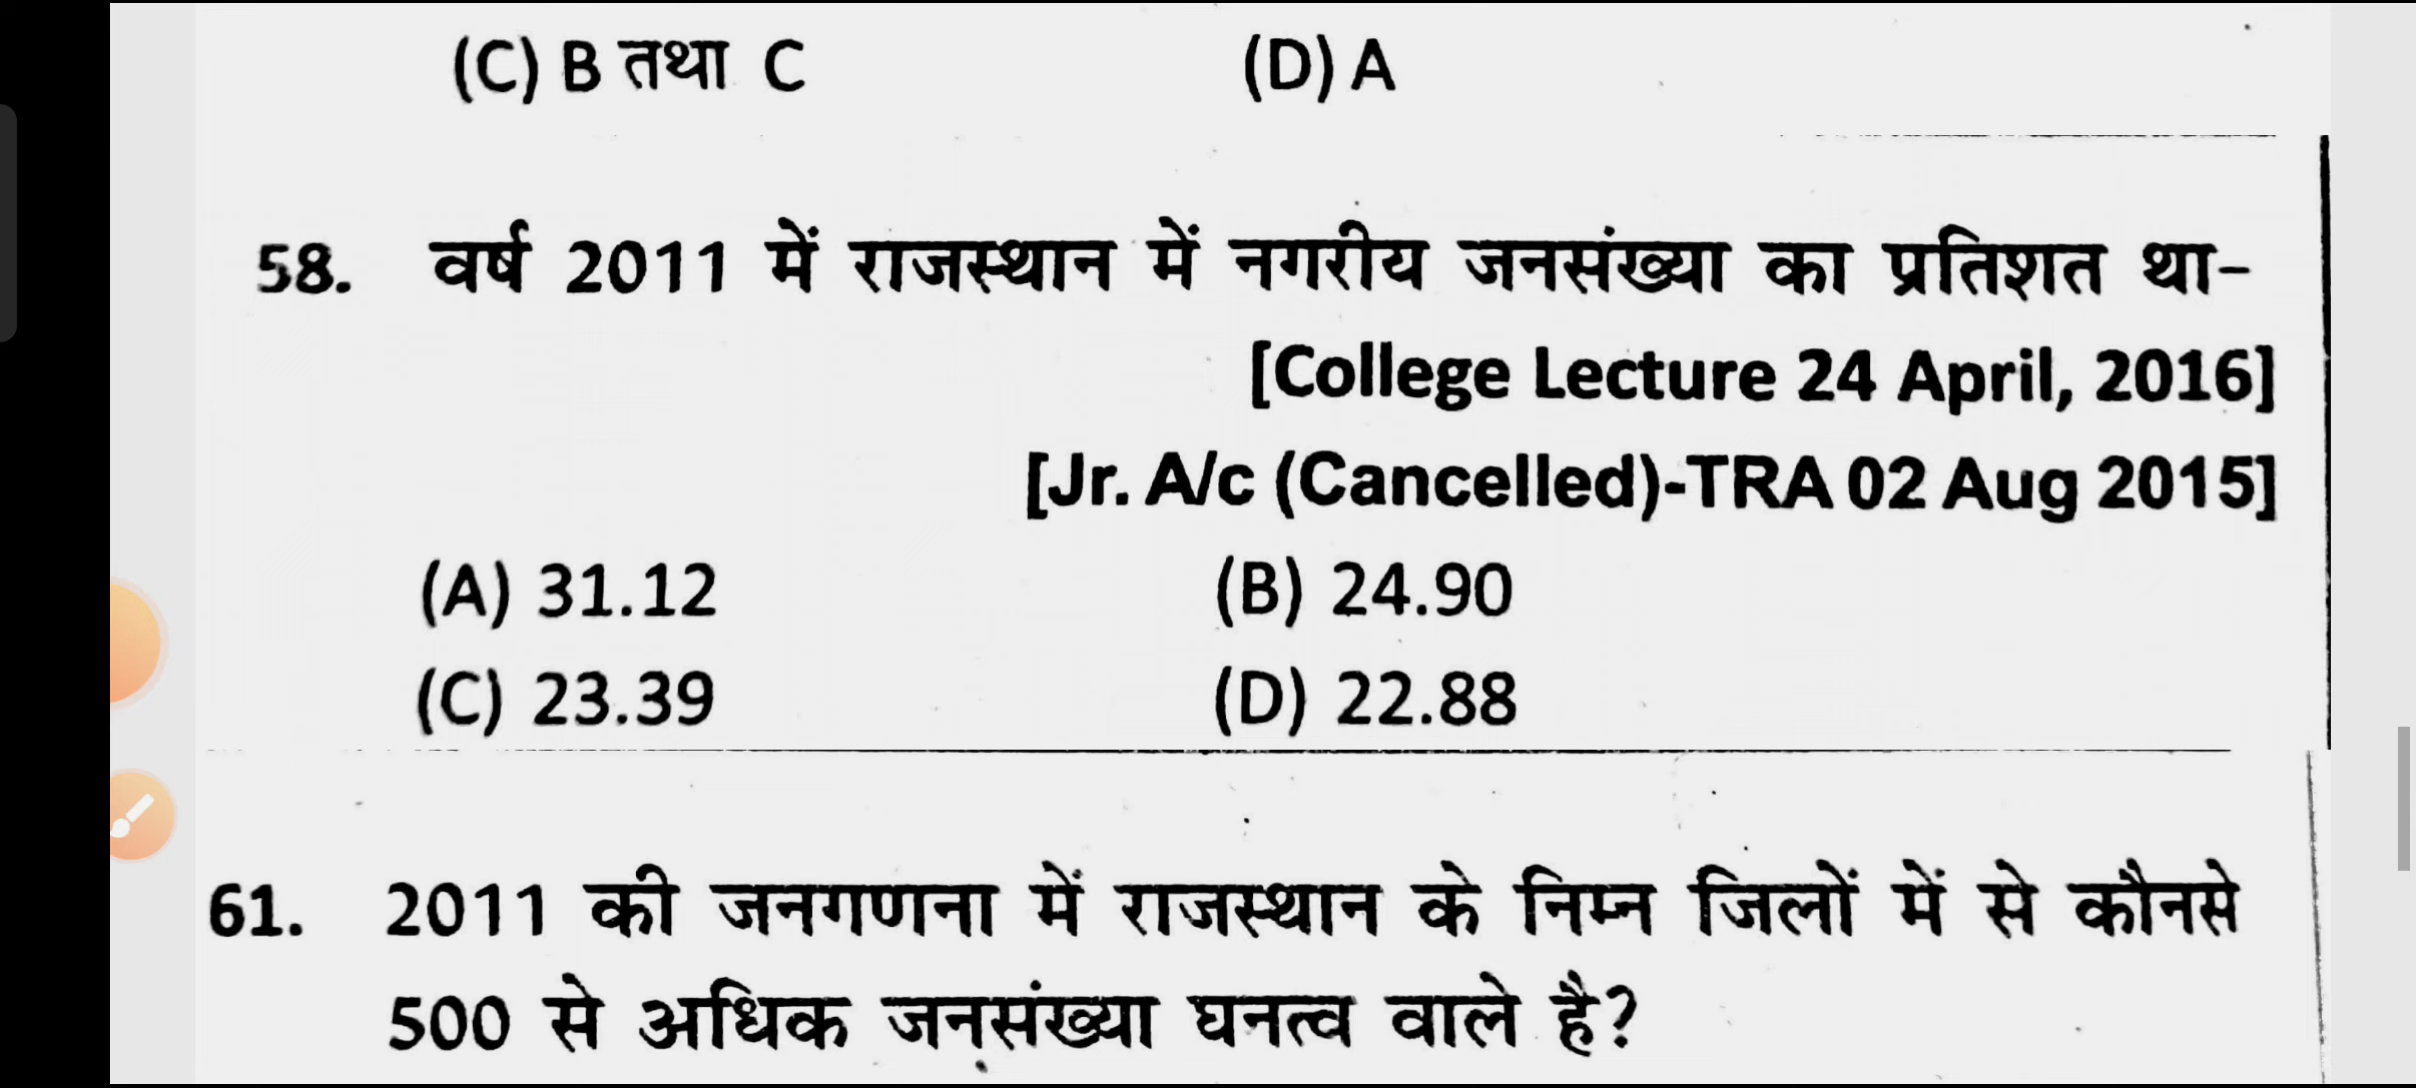 (C) B तथा C (D) A
58. वर्ष 2011 में राजस्थान में नगरीय जनसंख्या का प्रतिशत था-
[College Lecture 24 April, 2016]
[Jr. A/c (Cancelled)-TRA 02 Aug 2015]
(A) 31.12 (B) 24.90
(C) 23.39 (D) 22.88
61. 2011 की जनगणना में राजस्थान के निम्न जिलों में से कौनसे
500 से अधिक जनसंख्या घनत्व वाले है?